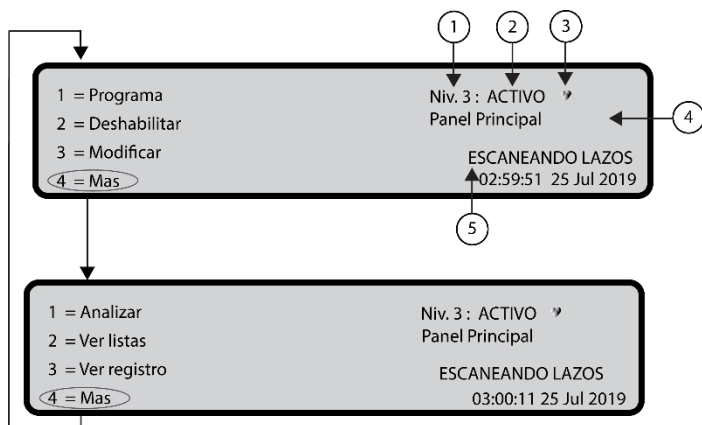 1
2
3
1 = Programa
Niv. 3 : ACTIVO
2 = Deshabilitar
Panel Principal
4
3 = Modificar
ESCANEANDO LAZOS
4 = Mas
02:59:51 25 Jul 2019
5
1 = Analizar
Niv. 3 : ACTIVO
2 = Ver listas
Panel Principal
3 = Ver registro
ESCANEANDO LAZOS
4 = Mas
03:00:11 25 Jul 2019